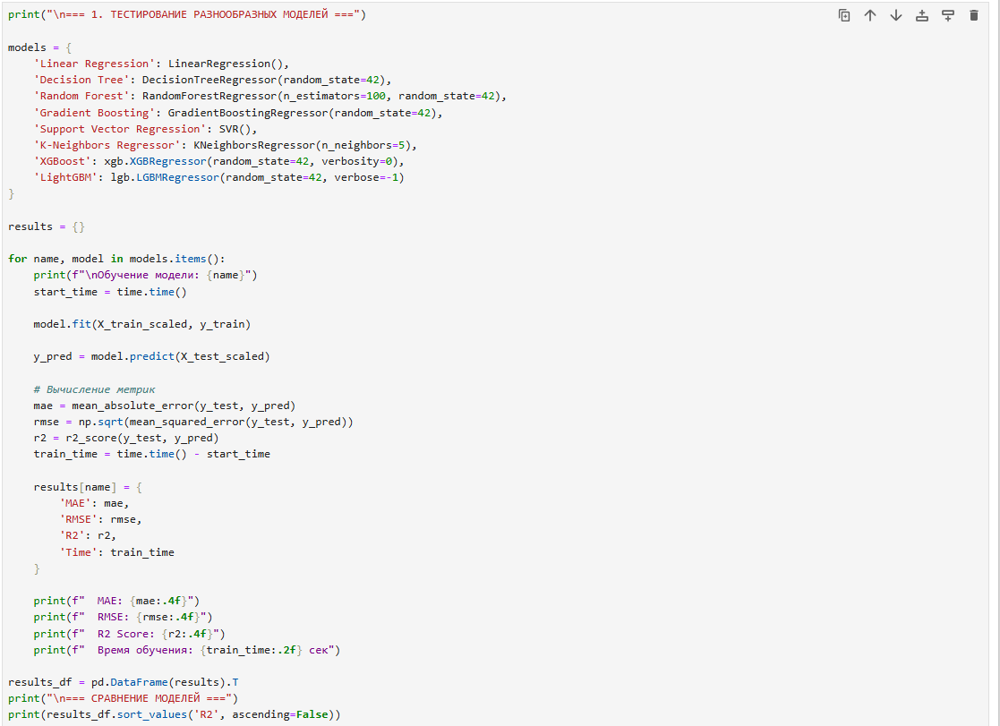 print("\n=== 1. ТЕСТИРОВАНИЕ РАЗНООБРАЗНЫХ МОДЕЛЕЙ ===")

models = {
    'Linear Regression': LinearRegression(),
    'Decision Tree': DecisionTreeRegressor(random_state=42),
    'Random Forest': RandomForestRegressor(n_estimators=100, random_state=42),
    'Gradient Boosting': GradientBoostingRegressor(random_state=42),
    'Support Vector Regression': SVR(),
    'K-Neighbors Regressor': KNeighborsRegressor(n_neighbors=5),
    'XGBoost': xgb.XGBRegressor(random_state=42, verbosity=0),
    'LightGBM': lgb.LGBMRegressor(random_state=42, verbose=-1)
}

results = {}

for name, model in models.items():
    print(f"\nОбучение модели: {name}")
    start_time = time.time()

    model.fit(X_train_scaled, y_train)

    y_pred = model.predict(X_test_scaled)

    # Вычисление метрик
    mae = mean_absolute_error(y_test, y_pred)
    rmse = np.sqrt(mean_squared_error(y_test, y_pred))
    r2 = r2_score(y_test, y_pred)
    train_time = time.time() - start_time

    results[name] = {
        'MAE': mae,
        'RMSE': rmse,
        'R2': r2,
        'Time': train_time
    }

    print(f"  MAE: {mae:.4f}")
    print(f"  RMSE: {rmse:.4f}")
    print(f"  R2 Score: {r2:.4f}")
    print(f"  Время обучения: {train_time:.2f} сек")

results_df = pd.DataFrame(results).T
print("\n=== СРАВНЕНИЕ МОДЕЛЕЙ ===")
print(results_df.sort_values('R2', ascending=False))